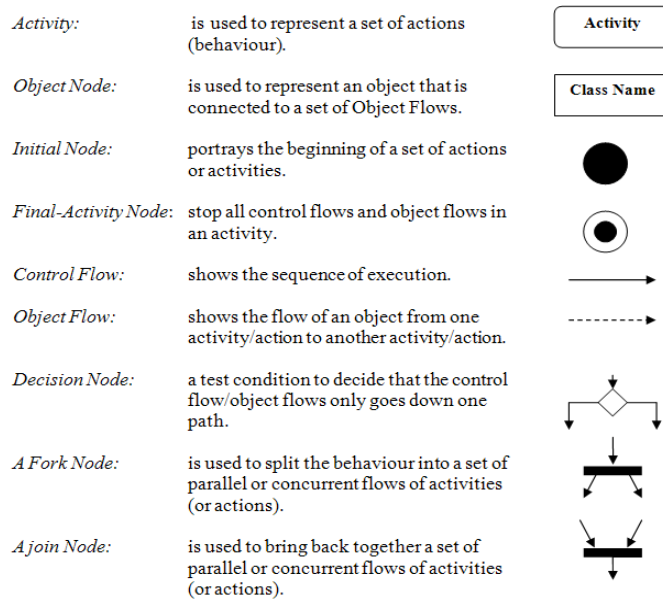 Activity: is used to represent a set of actions Activity
(behaviour).
Object Node: is used to represent an object that is
connected to a set of Object Flows. Class Name
Initial Node: portrays the beginning of a set of actions
or activities.
Final-Activity Node: stop all control flows and object flows in
an activity.
Control Flow: shows the sequence of execution.
Object Flow: shows the flow of an object from one
activity/action to another activity/action.
Decision Node: a test condition to decide that the control
flow/object flows only goes down one
path.
A Fork Node: is used to split the behaviour into a set of
parallel or concurrent flows of activities
(or actions).
A join Node: is used to bring back together a set of
parallel or concurrent flows of activities
(or actions).